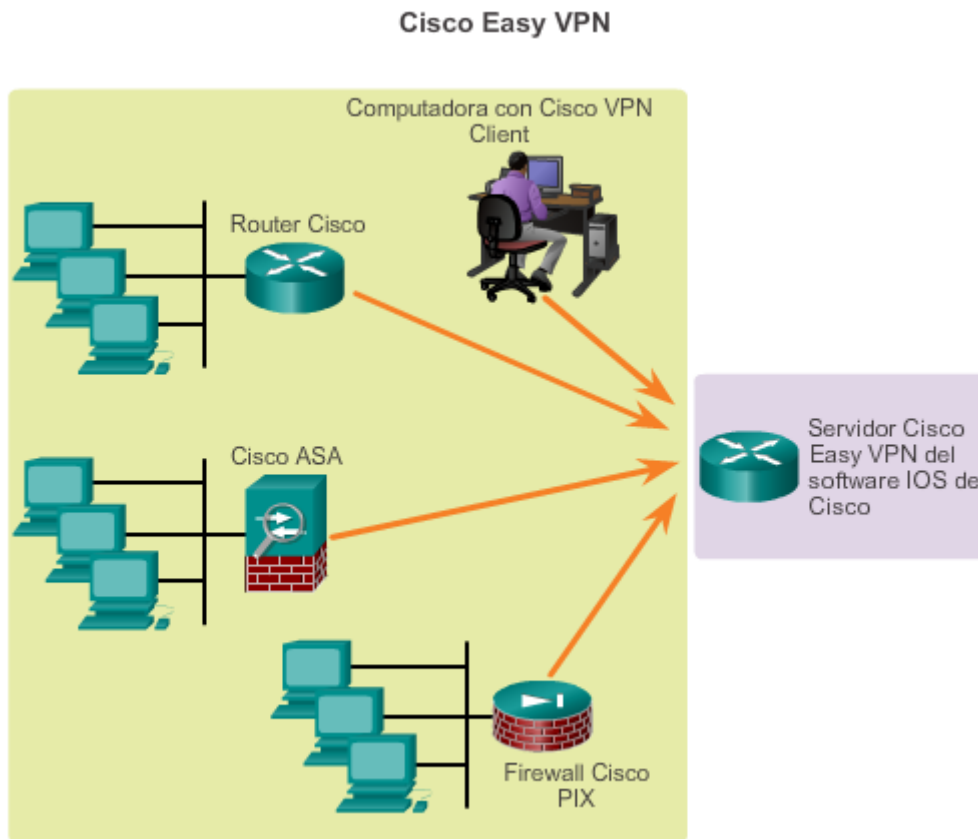 Cisco Easy VPN
Computadora con Cisco VPN
Client
Router Cisco
Cisco ASA
Servidor Cisco
Easy VPN del
software IOS de
Cisco
Firewall Cisco
PIX